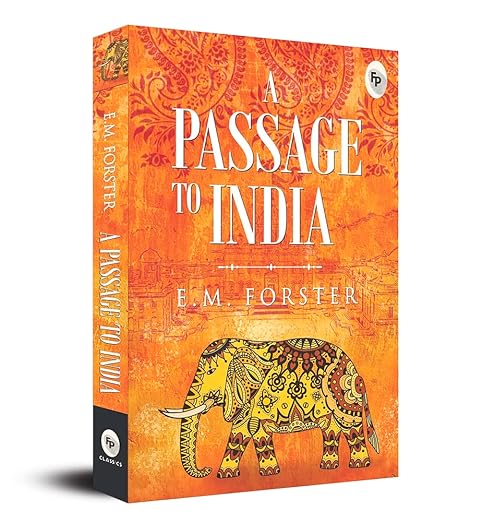 A
PASSAGE
TO INDIA
E.M. FORSTER
FP
E.M. FORSTER A PASSAGE TO INDIA
FP
CLASSICS